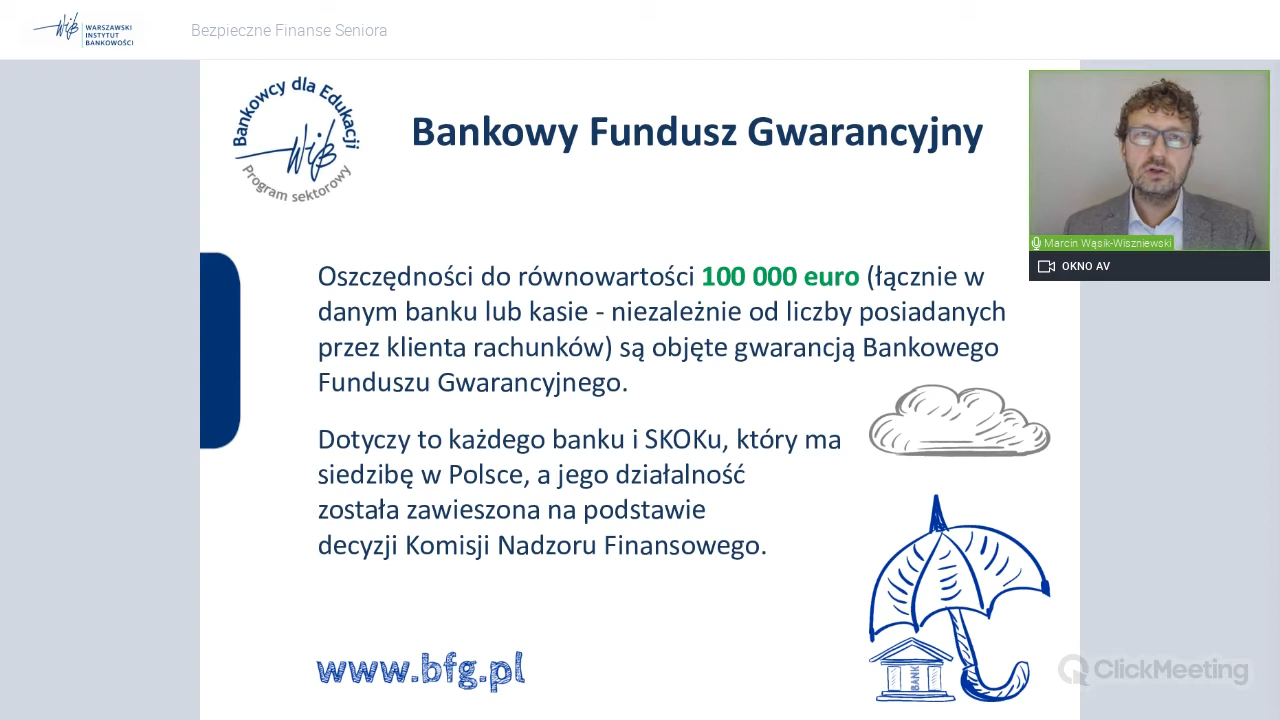 WARSZAWSKI
INSTYTUT
BANKOWOŚCI
Bezpieczne Finanse Seniora
Bankowcy dla Edukacji
WiB
Program sektorowy
Bankowy Fundusz Gwarancyjny
Marcin Wąsik-Wiszniewski
OKNO AV
Oszczędności do równowartości 100 000 euro (łącznie w
danym banku lub kasie - niezależnie od liczby posiadanych
przez klienta rachunków) są objęte gwarancją Bankowego
Funduszu Gwarancyjnego.
Dotyczy to każdego banku i SKOKu, który ma
siedzibę w Polsce, a jego działalność
została zawieszona na podstawie
decyzji Komisji Nadzoru Finansowego.
BANK
www.bfg.pl
ClickMeeting